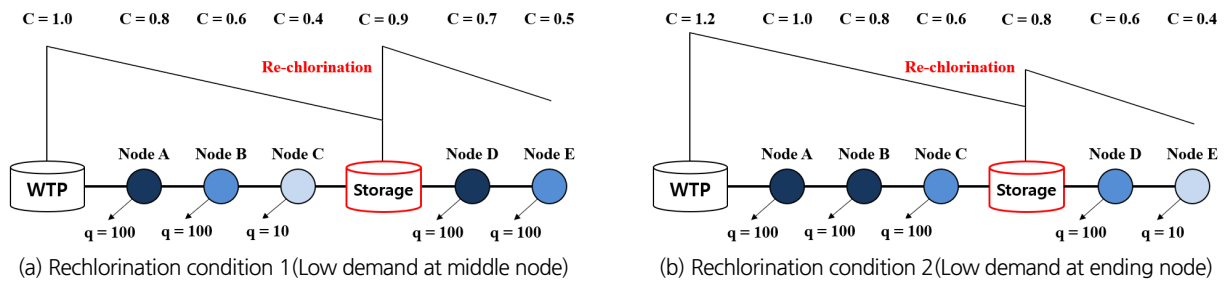 C = 1.0 C = 0.8 C = 0.6 C = 0.4 C = 0.9 C = 0.7 C = 0.5
Re-chlorination
Node A Node B Node C Node D Node E
WTP Storage
q = 100 q = 100 q = 10 q = 100 q = 100
(a) Rechlorination condition 1(Low demand at middle node)
C = 1.2 C = 1.0 C = 0.8 C = 0.6 C = 0.8 C = 0.6 C = 0.4
Re-chlorination
Node A Node B Node C Node D Node E
WTP Storage
q = 100 q = 100 q = 100 q = 100 q = 10
(b) Rechlorination condition 2(Low demand at ending node)